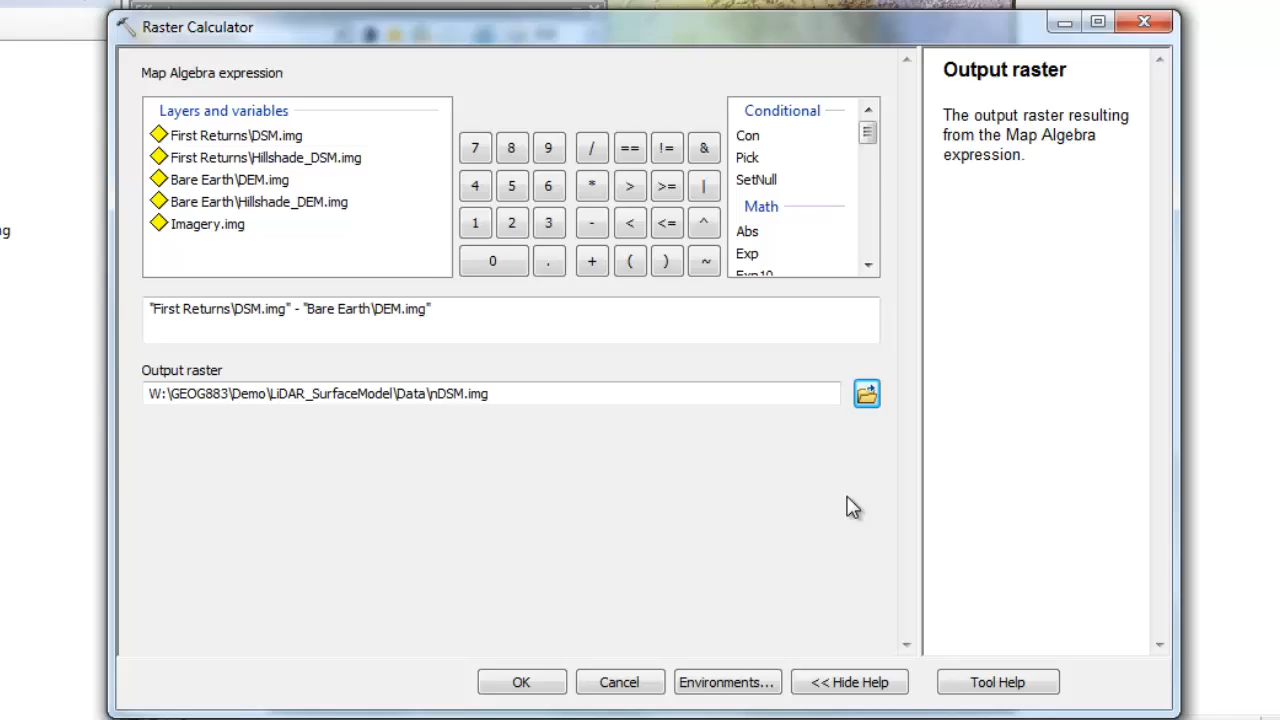 Raster Calculator
Map Algebra expression
Layers and variables
First Returns\DSM.img
First Returns\Hillshade_DSM.img
Bare Earth\DEM.img
Bare Earth\Hillshade_DEM.img
Imagery.img
7 8 9 / == != &
4 5 6 * > >= |
1 2 3 - < <= ^
0 . + ( ) ~
Conditional
Con
Pick
SetNull
Math
Abs
Exp
Exp10
"First Returns\DSM.img" - "Bare Earth\DEM.img"
Output raster
W:\GEOG883\Demo\LiDAR_SurfaceModel\Data\nDSM.img
OK
Cancel
Environments...
<< Hide Help
Tool Help
Output raster
The output raster resulting
from the Map Algebra
expression.